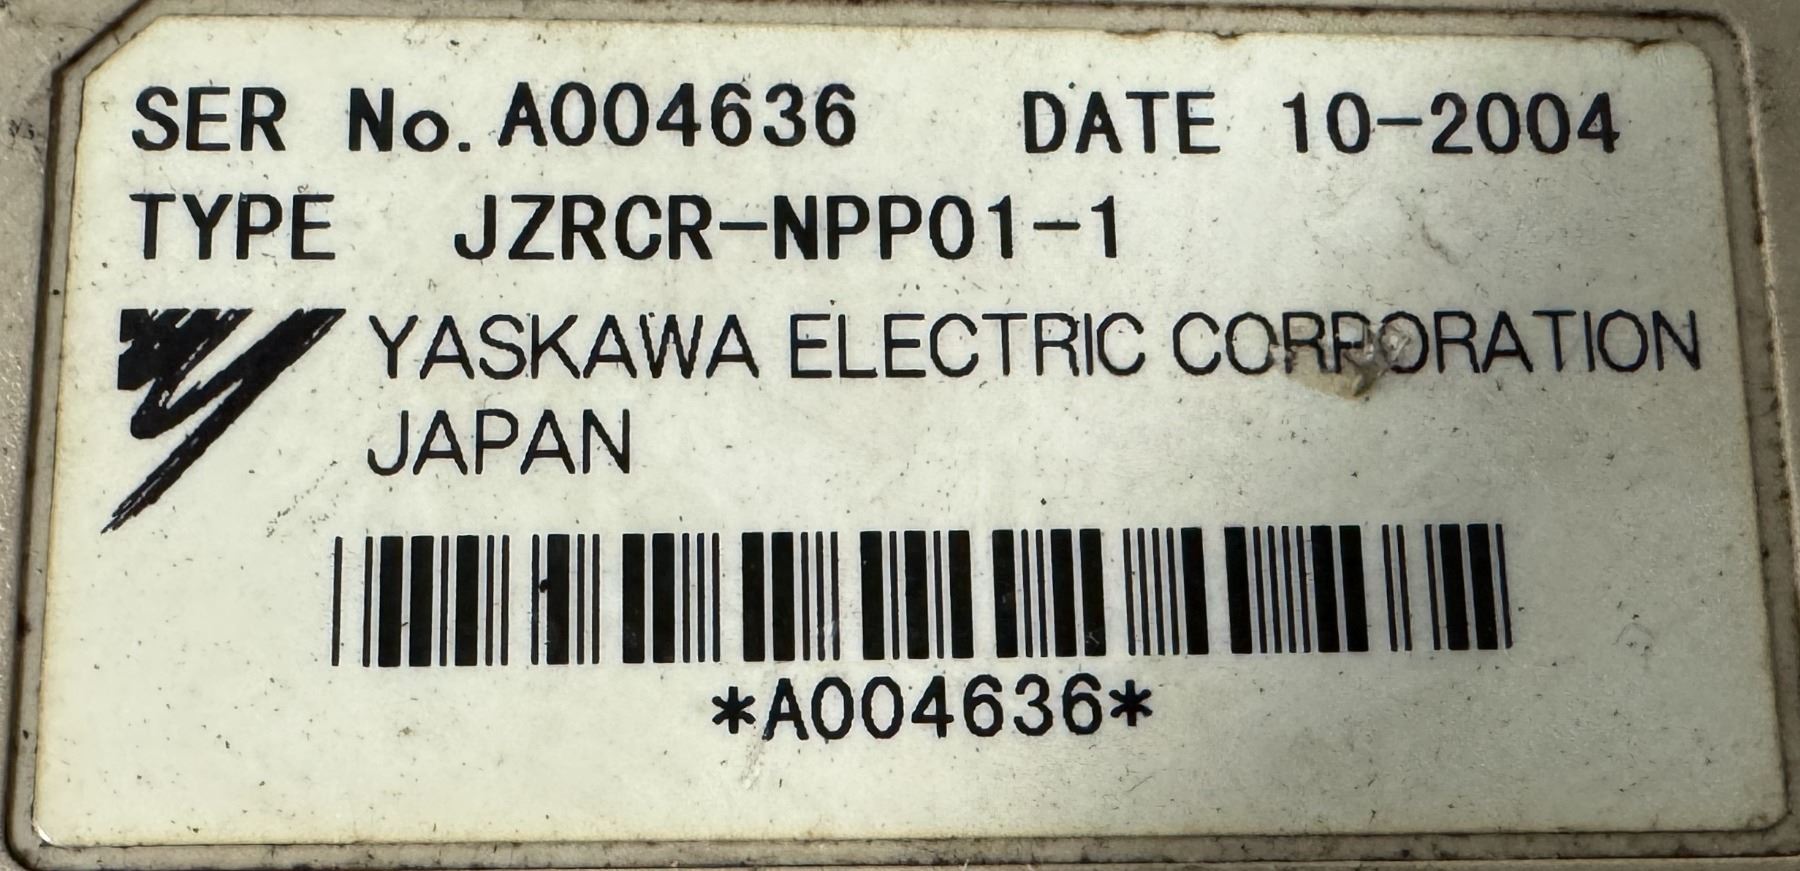 SER No. A004636 DATE 10-2004
TYPE JZRCR-NPP01-1
YASKAWA ELECTRIC CORPORATION
JAPAN
*A004636*